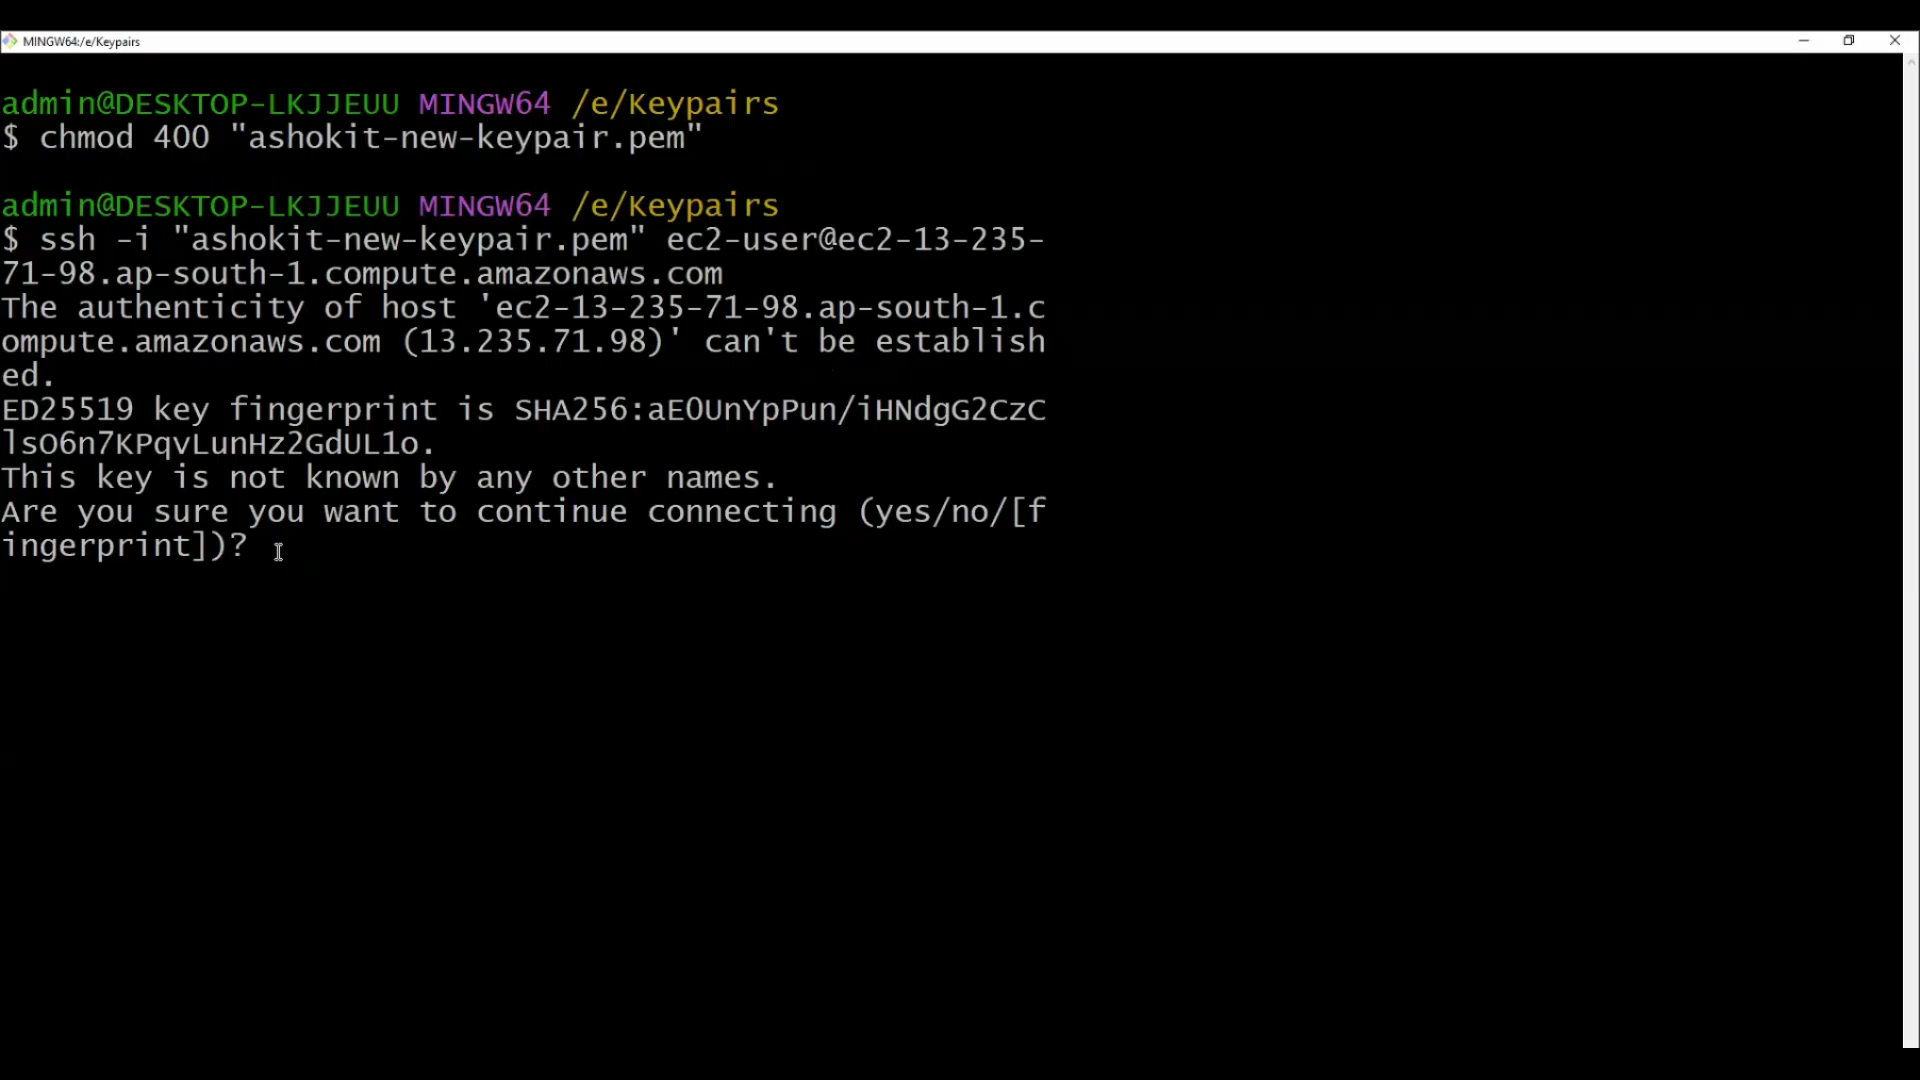 MINGW64:/e/Keypairs
admin@DESKTOP-LKJJEUU MINGW64 /e/Keypairs
$ chmod 400 "ashokit-new-keypair.pem"
admin@DESKTOP-LKJJEUU MINGW64 /e/Keypairs
$ ssh -i "ashokit-new-keypair.pem" ec2-user@ec2-13-235-
71-98.ap-south-1.compute.amazonaws.com
The authenticity of host 'ec2-13-235-71-98.ap-south-1.c
ompute.amazonaws.com (13.235.71.98)' can't be establish
ed.
ED25519 key fingerprint is SHA256:aEOUnYpPun/iHNdgG2CzC
lsO6n7KPqvLunHz2GdUL1o.
This key is not known by any other names.
Are you sure you want to continue connecting (yes/no/[f
ingerprint])?